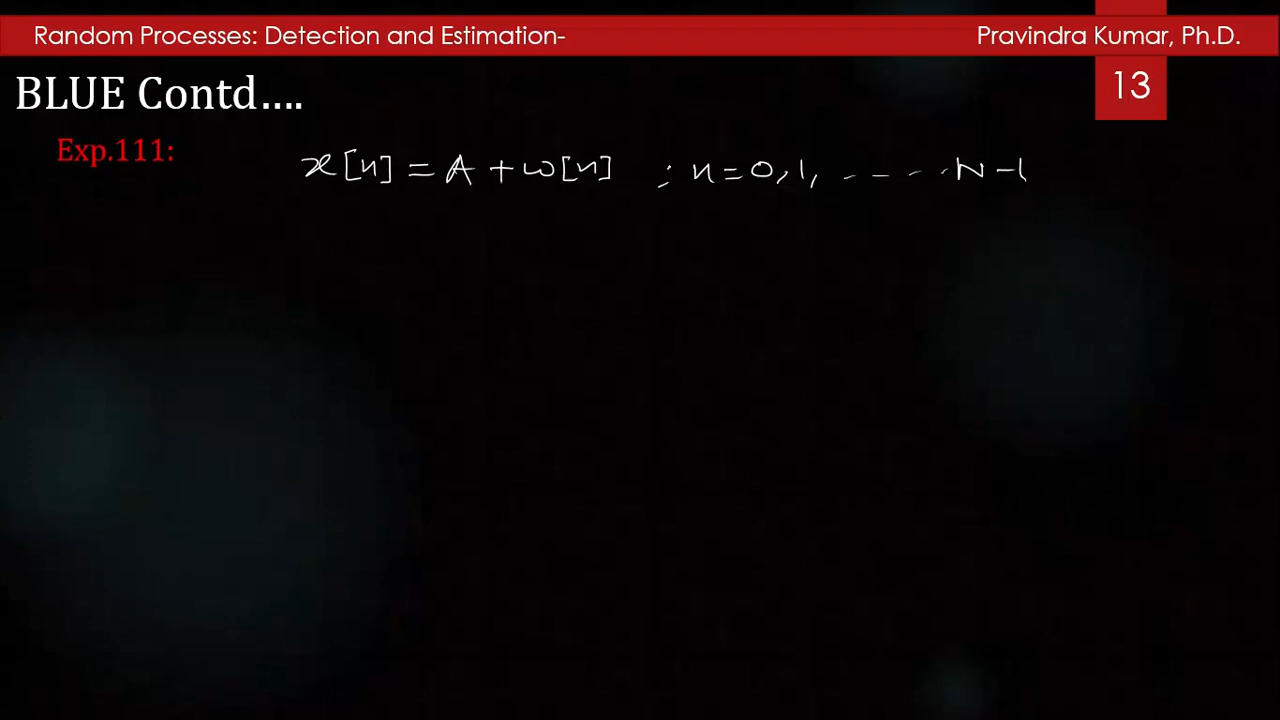 Random Processes: Detection and Estimation-
Pravindra Kumar, Ph.D.
13
BLUE Contd....
Exp.111:
x[n] = A + w[n] ; n = 0, 1, ------- N-1